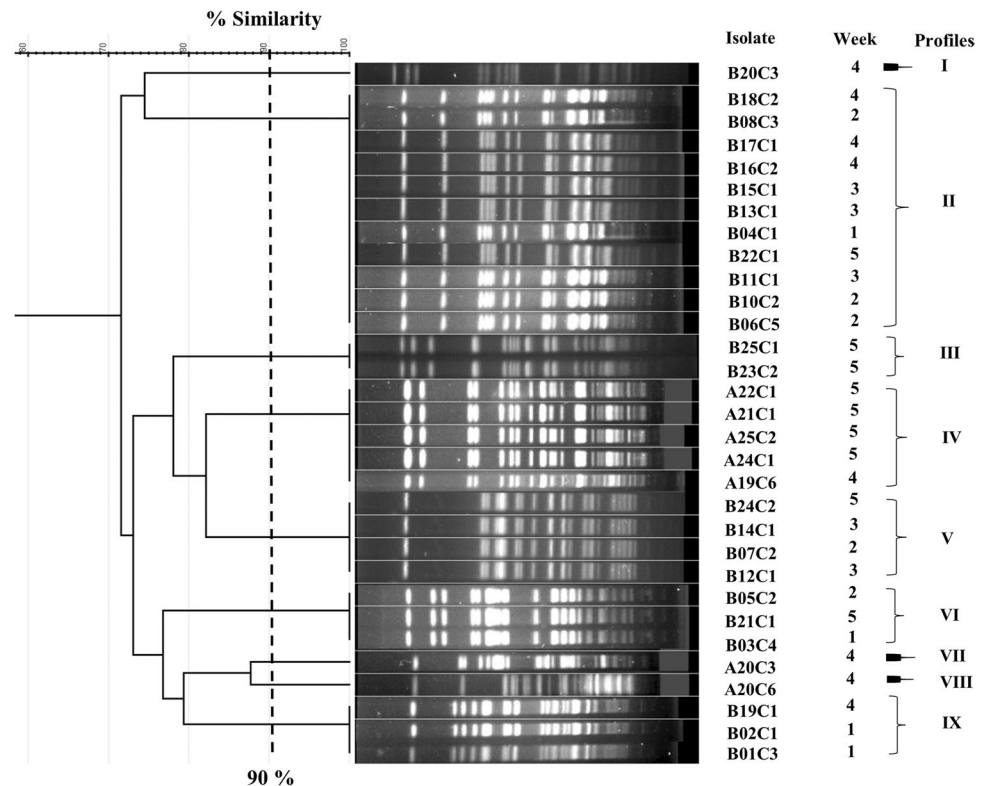 % Similarity
60 70 80 90 100
Isolate Week Profiles
B20C3 4 I
B18C2 4
B08C3 2
B17C1 4
B16C2 4
B15C1 3
B13C1 3 II
B04C1 1
B22C1 5
B11C1 3
B10C2 2
B06C5 2
B25C1 5 III
B23C2 5
A22C1 5
A21C1 5
A25C2 5 IV
A24C1 5
A19C6 4
B24C2 5
B14C1 3 V
B07C2 2
B12C1 3
B05C2 2
B21C1 5 VI
B03C4 1
A20C3 4 VII
A20C6 4 VIII
B19C1 4
B02C1 1 IX
B01C3 1
90 %